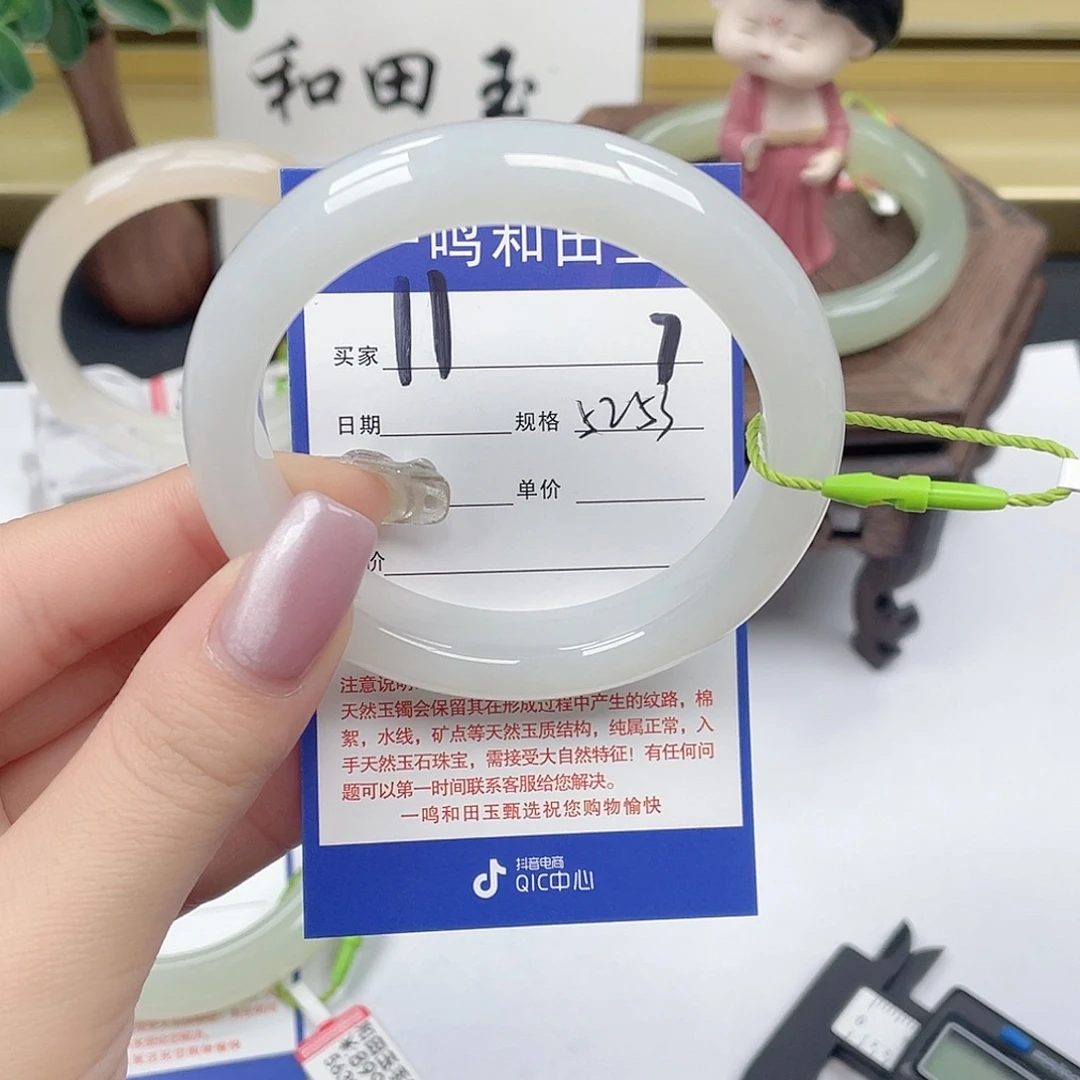 和田玉
一鸣和田玉
买家 11 7
日期 规格 5253
单价
价
注意说明
天然玉镯会保留其在形成过程中产生的纹路，棉
絮，水线，矿点等天然玉质结构，纯属正常，入
手天然玉石珠宝，需接受大自然特征！有任何问
题可以第一时间联系客服给您解决。
一鸣和田玉甄选祝您购物愉快
抖音电商
QIC中心